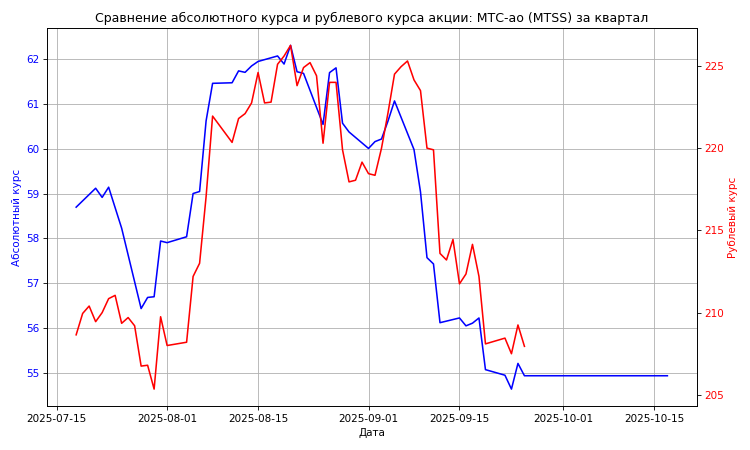 Сравнение абсолютного курса и рублевого курса акции: МТС-ао (MTSS) за квартал
Абсолютный курс
62
61
60
59
58
57
56
55
225
220
215
210
205
Рублевый курс
2025-07-15 2025-08-01 2025-08-15 2025-09-01 2025-09-15 2025-10-01 2025-10-15
Дата